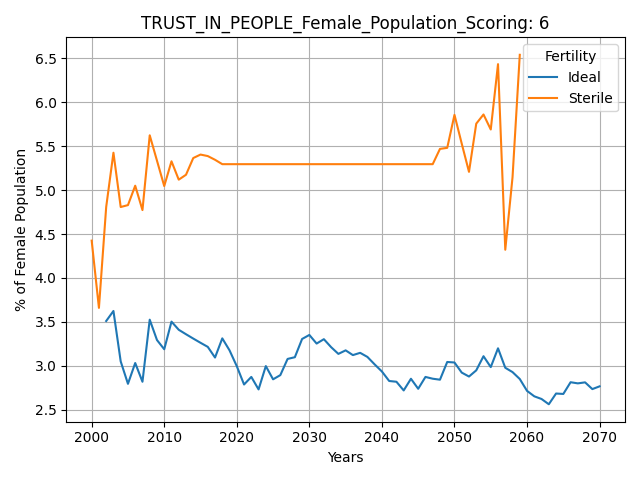 TRUST_IN_PEOPLE_Female_Population_Scoring: 6
Fertility
Ideal
Sterile
% of Female Population
6.5
6.0
5.5
5.0
4.5
4.0
3.5
3.0
2.5
2000 2010 2020 2030 2040 2050 2060 2070
Years